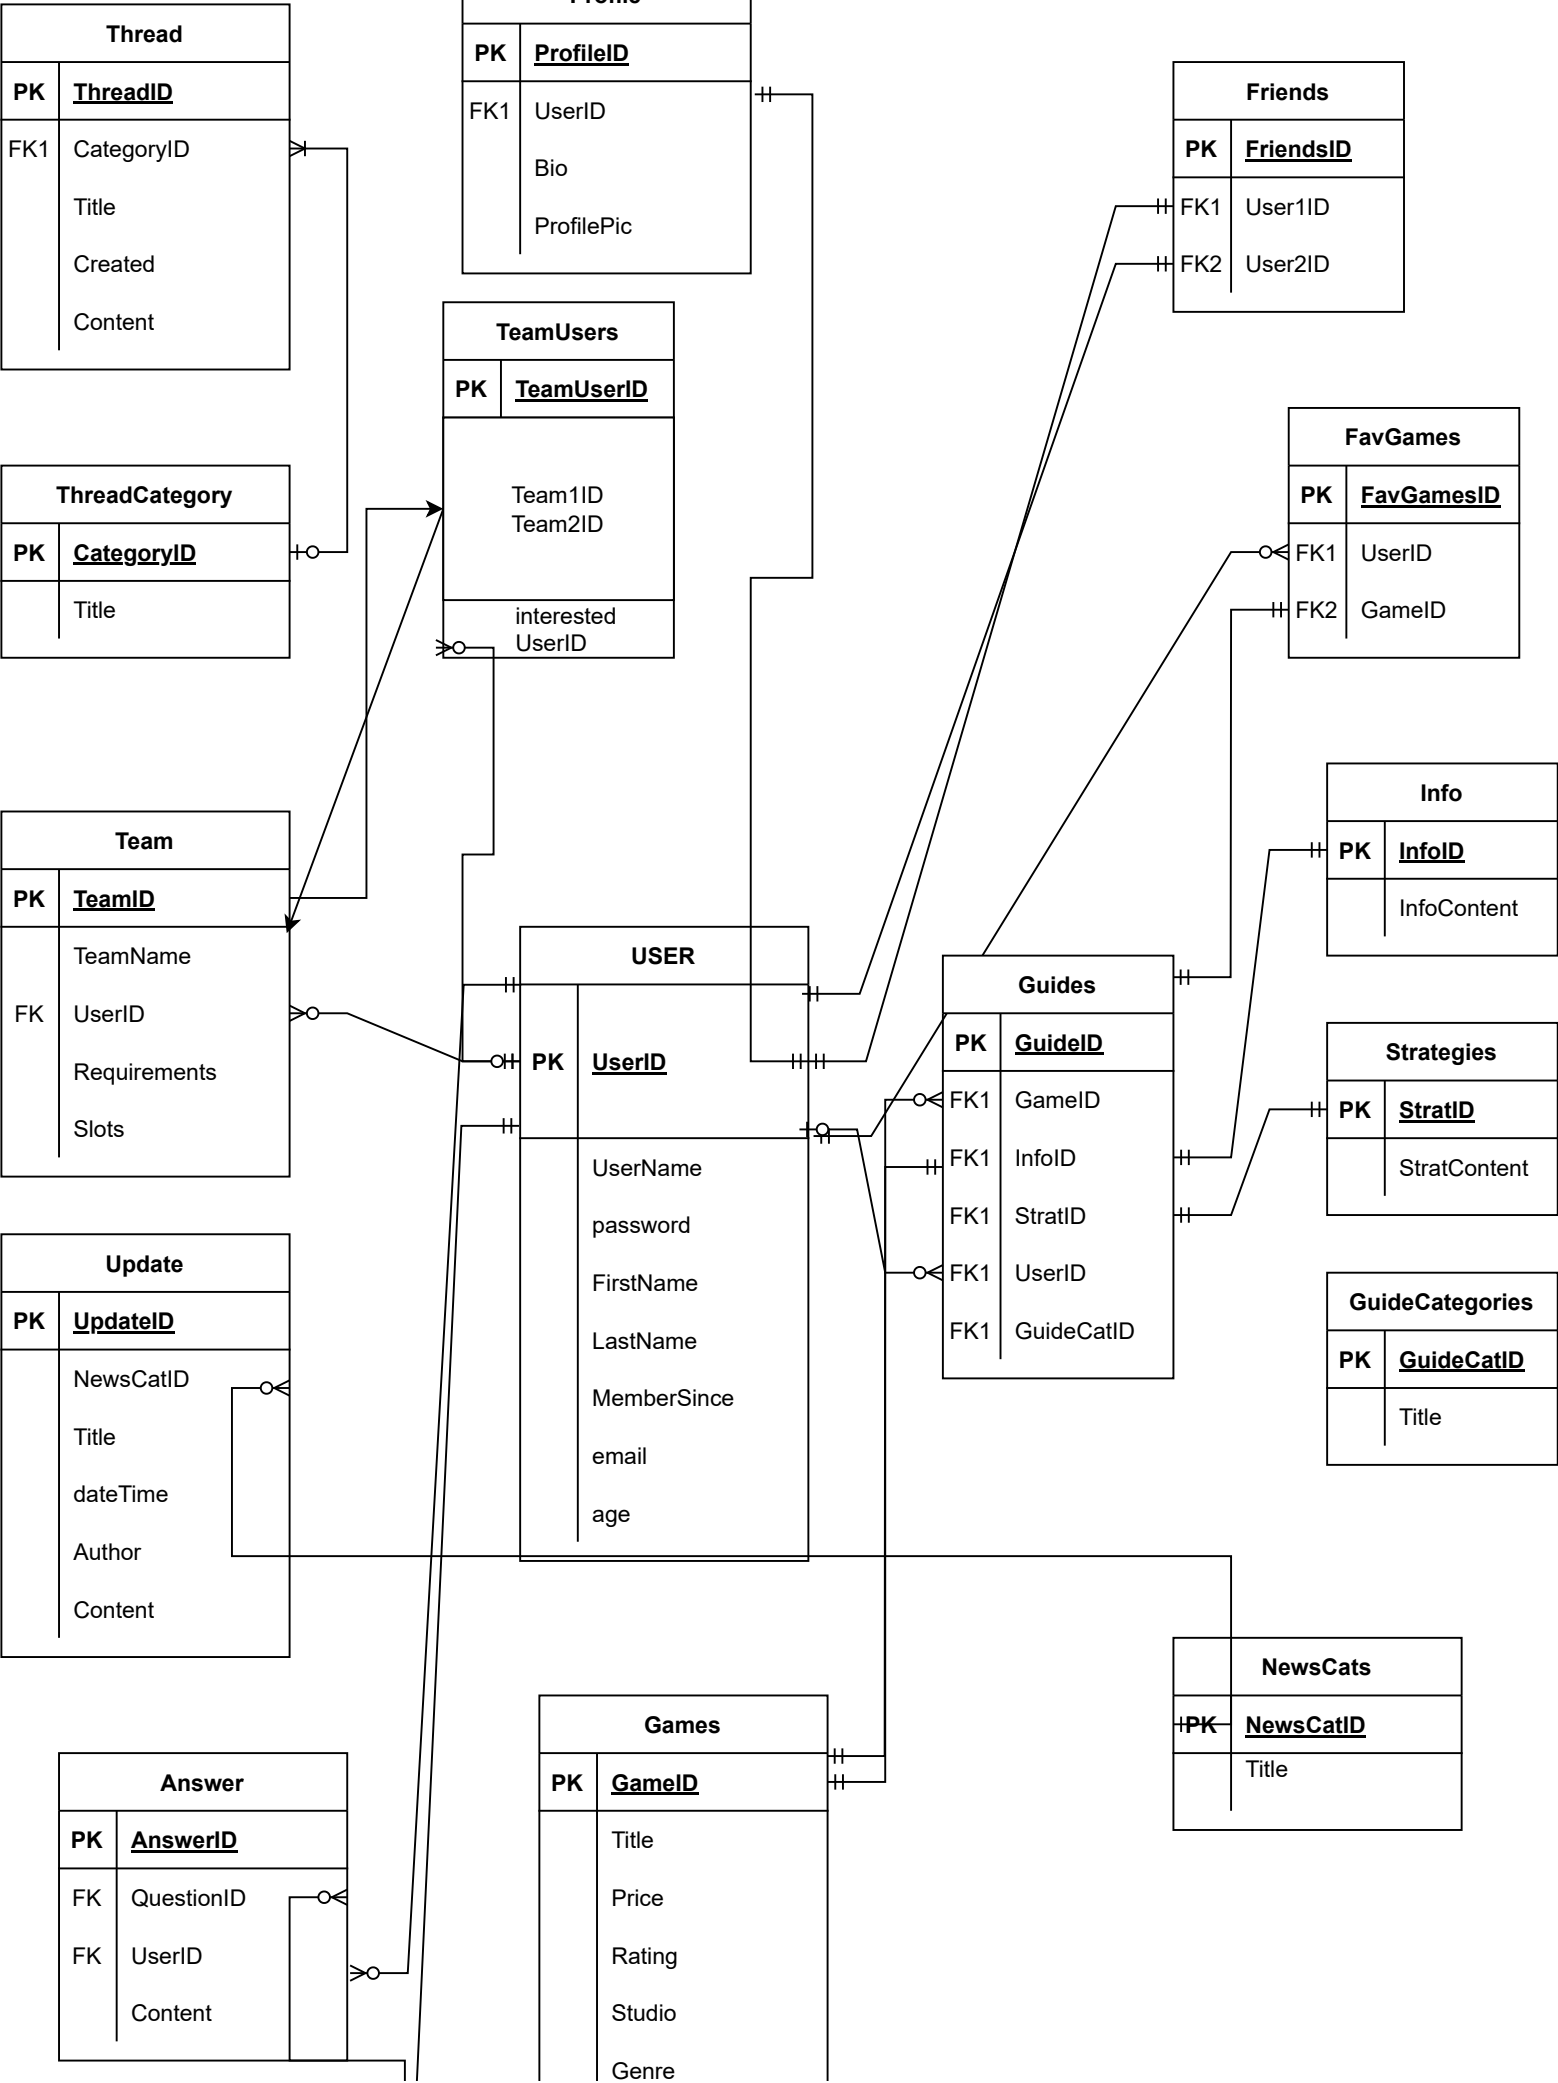 Thread
PK ThreadID
FK1 CategoryID
Title
Created
Content
PK ProfileID
FK1 UserID
Bio
ProfilePic
Friends
PK FriendsID
FK1 User1ID
FK2 User2ID
TeamUsers
PK TeamUserID
Team1ID
Team2ID
interested
UserID
ThreadCategory
PK CategoryID
Title
FavGames
PK FavGamesID
FK1 UserID
FK2 GameID
Team
PK TeamID
TeamName
FK UserID
Requirements
Slots
USER
PK UserID
UserName
password
FirstName
LastName
MemberSince
email
age
Guides
PK GuideID
FK1 GameID
FK1 InfoID
FK1 StratID
FK1 UserID
FK1 GuideCatID
Info
PK InfoID
InfoContent
Strategies
PK StratID
StratContent
GuideCategories
PK GuideCatID
Title
Update
PK UpdateID
NewsCatID
Title
dateTime
Author
Content
NewsCats
PK NewsCatID
Title
Answer
PK AnswerID
FK QuestionID
FK UserID
Content
Games
PK GameID
Title
Price
Rating
Studio
Genre